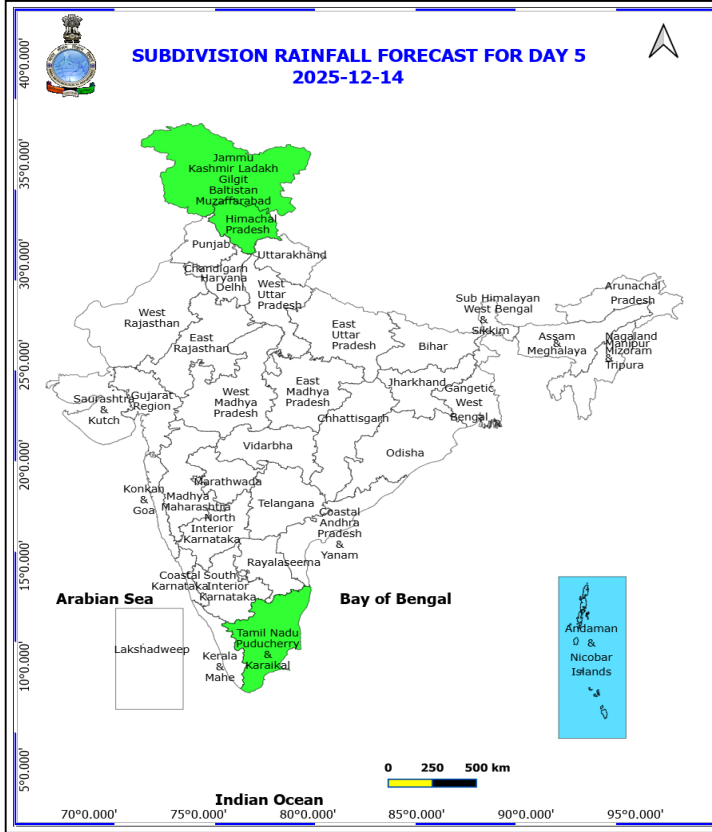 SUBDIVISION RAINFALL FORECAST FOR DAY 5
2025-12-14
40°0.000'
35°0.000'
30°0.000'
25°0.000'
20°0.000'
15°0.000'
10°0.000'
5°0.000'
Jammu
Kashmir Ladakh
Gilgit
Baltistan
Muzaffarabad
Himachal
Pradesh
Punjab
Uttarakhand
Chandigarh
Haryana
Delhi
West
Uttar
Pradesh
West
Rajasthan
East
Rajasthan
East
Uttar
Pradesh
Bihar
Sub Himalayan
West Bengal
&
Sikkim
Arunachal
Pradesh
Assam
&
Meghalaya
Nagaland
Manipur
Mizoram
&
Tripura
Saurashtra
&
Kutch
Gujarat
Region
West
Madhya
Pradesh
East
Madhya
Pradesh
Jharkhand
Gangetic
West
Bengal
Chhattisgarh
Odisha
Vidarbha
Konkan
&
Goa
Madhya
Maharashtra
Marathwada
Telangana
North
Interior
Karnataka
Coastal
Andhra
Pradesh
&
Yanam
Rayalaseema
Coastal
Karnataka
South
Interior
Karnataka
Arabian Sea
Bay of Bengal
Lakshadweep
Kerala
&
Mahe
Tamil Nadu
Puducherry
&
Karaikal
Andaman
&
Nicobar
Islands
0 250 500 km
Indian Ocean
70°0.000' 75°0.000' 80°0.000' 85°0.000' 90°0.000' 95°0.000'